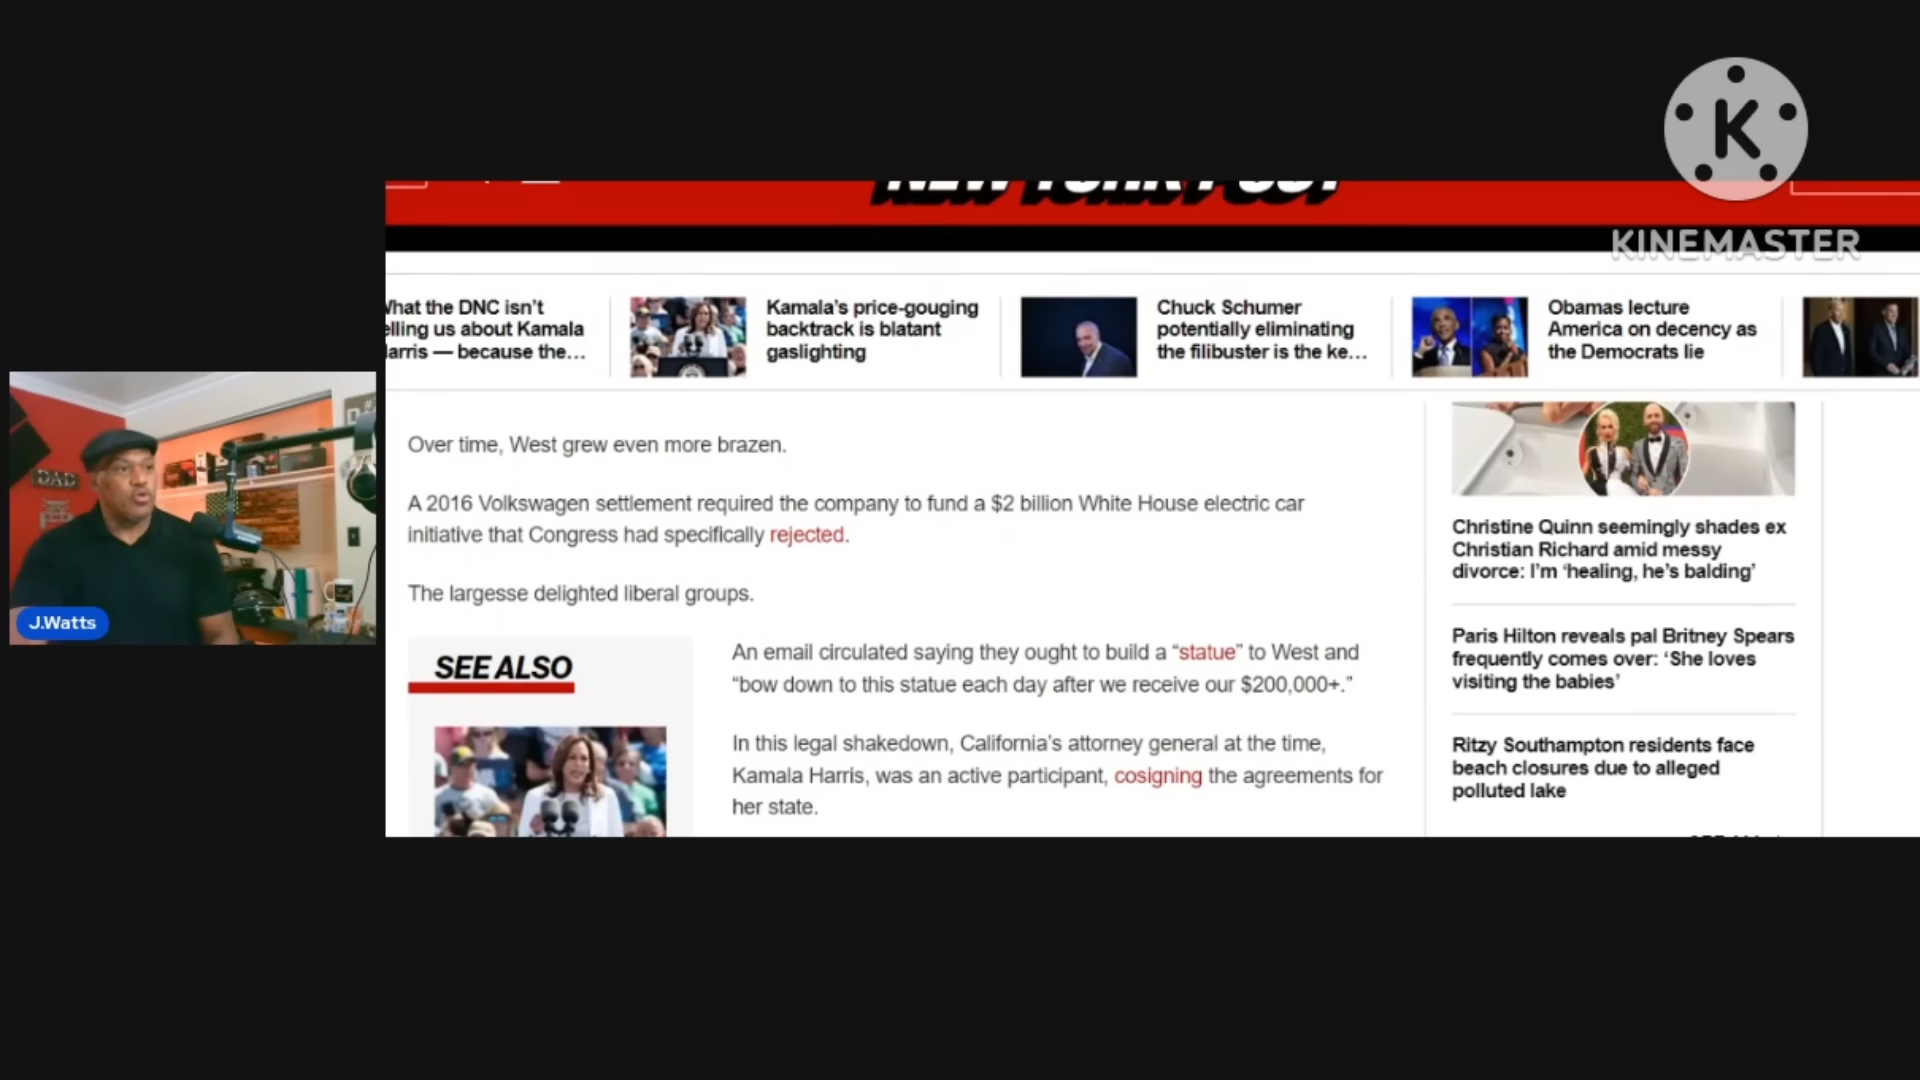 K
KINEMASTER
NEW YORK POST
What the DNC isn't
elling us about Kamala
arris — because the...
Kamala's price-gouging
backtrack is blatant
gaslighting
Chuck Schumer
potentially eliminating
the filibuster is the ke...
Obamas lecture
America on decency as
the Democrats lie
Over time, West grew even more brazen.
A 2016 Volkswagen settlement required the company to fund a $2 billion White House electric car
initiative that Congress had specifically rejected.
The largesse delighted liberal groups.
SEE ALSO
An email circulated saying they ought to build a “statue” to West and
“bow down to this statue each day after we receive our $200,000+.”
In this legal shakedown, California’s attorney general at the time,
Kamala Harris, was an active participant, cosigning the agreements for
her state.
Christine Quinn seemingly shades ex
Christian Richard amid messy
divorce: I’m ‘healing, he’s balding’
Paris Hilton reveals pal Britney Spears
frequently comes over: ‘She loves
visiting the babies’
Ritzy Southampton residents face
beach closures due to alleged
polluted lake
DAD
J.Watts